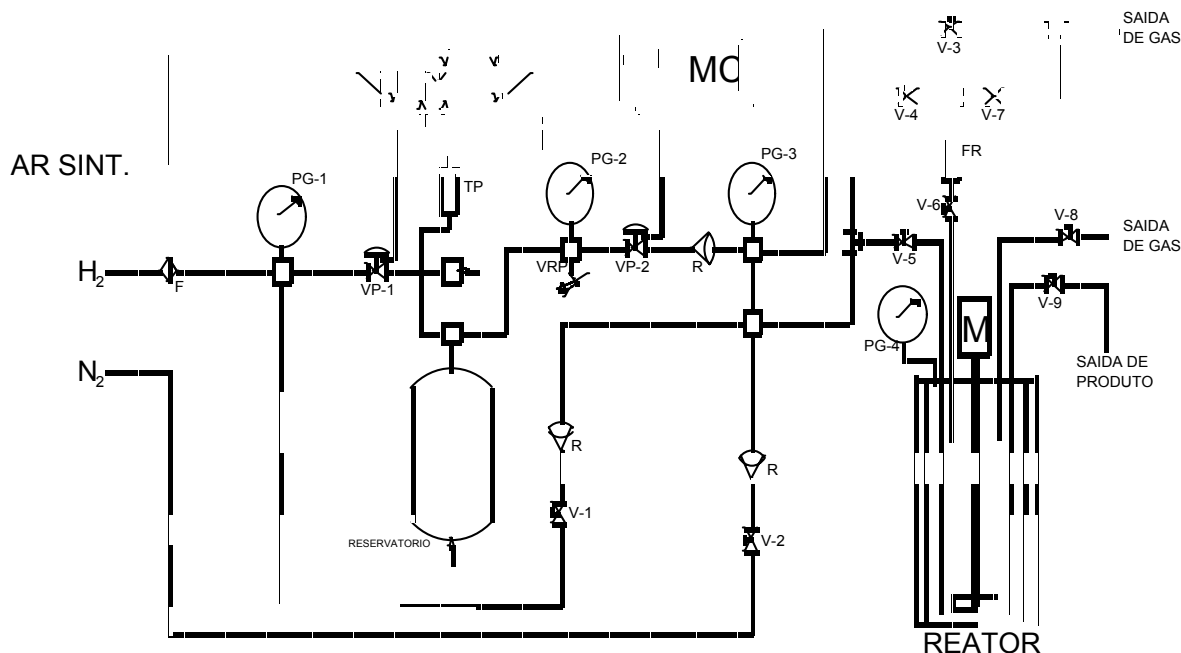 SAIDA
DE GAS
V-3
MC
V-4
V-7
AR SINT.
FR
PG-1
TP
PG-2
PG-3
V-6
V-8
SAIDA
DE GAS
H2
F
VP-1
VRP
VP-2
R
V-5
V-9
PG-4
M
N2
SAIDA DE
PRODUTO
R
R
V-1
V-2
RESERVATORIO
REATOR